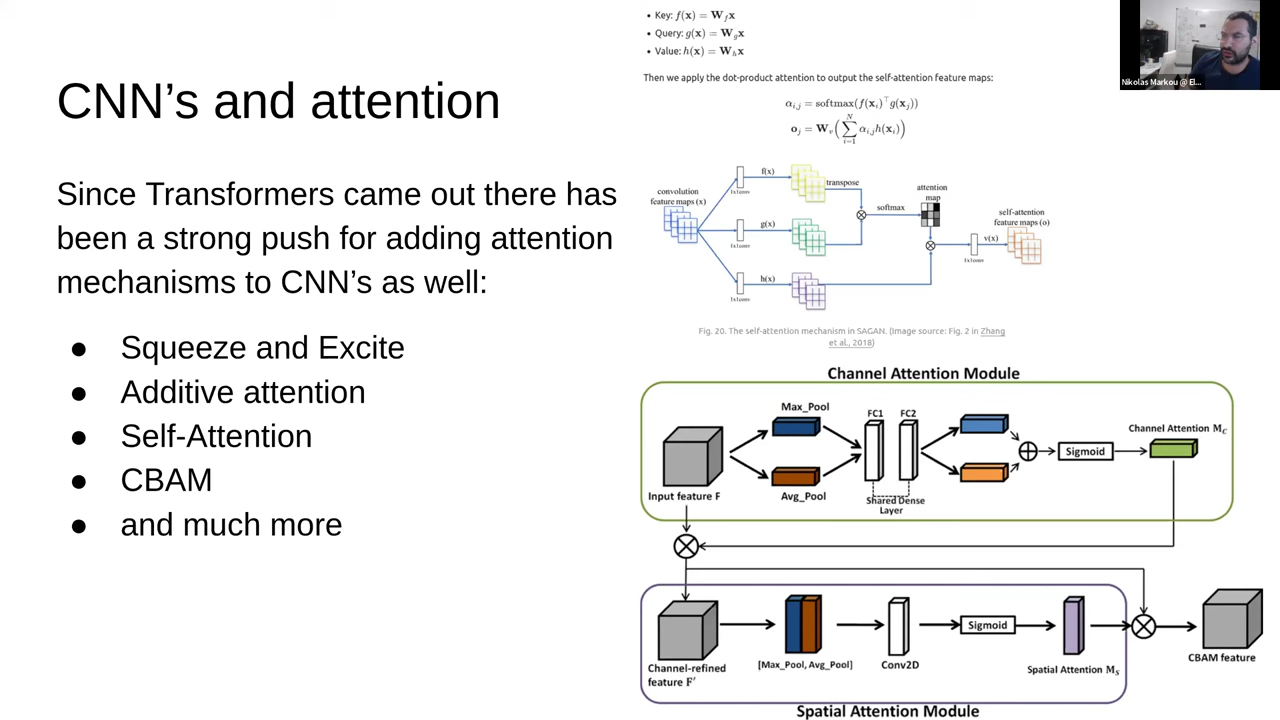 CNN's and attention
Since Transformers came out there has
been a strong push for adding attention
mechanisms to CNN's as well:
● Squeeze and Excite
● Additive attention
● Self-Attention
● CBAM
● and much more
• Key: f(x) = W_f x
• Query: g(x) = W_g x
• Value: h(x) = W_h x
Then we apply the dot-product attention to output the self-attention feature maps:
α_{i,j} = softmax(f(x_i)^⊤ g(x_j))
o_j = W_v(∑_{i=1}^{N} α_{i,j} h(x_i))
convolution
feature maps (x)
f(x)
1x1conv
transpose
g(x)
1x1conv
softmax
attention
map
h(x)
1x1conv
1x1conv
v(x)
self-attention
feature maps (o)
Fig. 20. The self-attention mechanism in SAGAN. (Image source: Fig. 2 in Zhang
et al., 2018)
Channel Attention Module
Max_Pool
Avg_Pool
Input feature F
FC1
FC2
Shared Dense
Layer
Sigmoid
Channel Attention M_C
Channel-refined
feature F'
[Max_Pool, Avg_Pool]
Conv2D
Sigmoid
Spatial Attention M_S
CBAM feature
Spatial Attention Module
Nikolas Markou @ El...